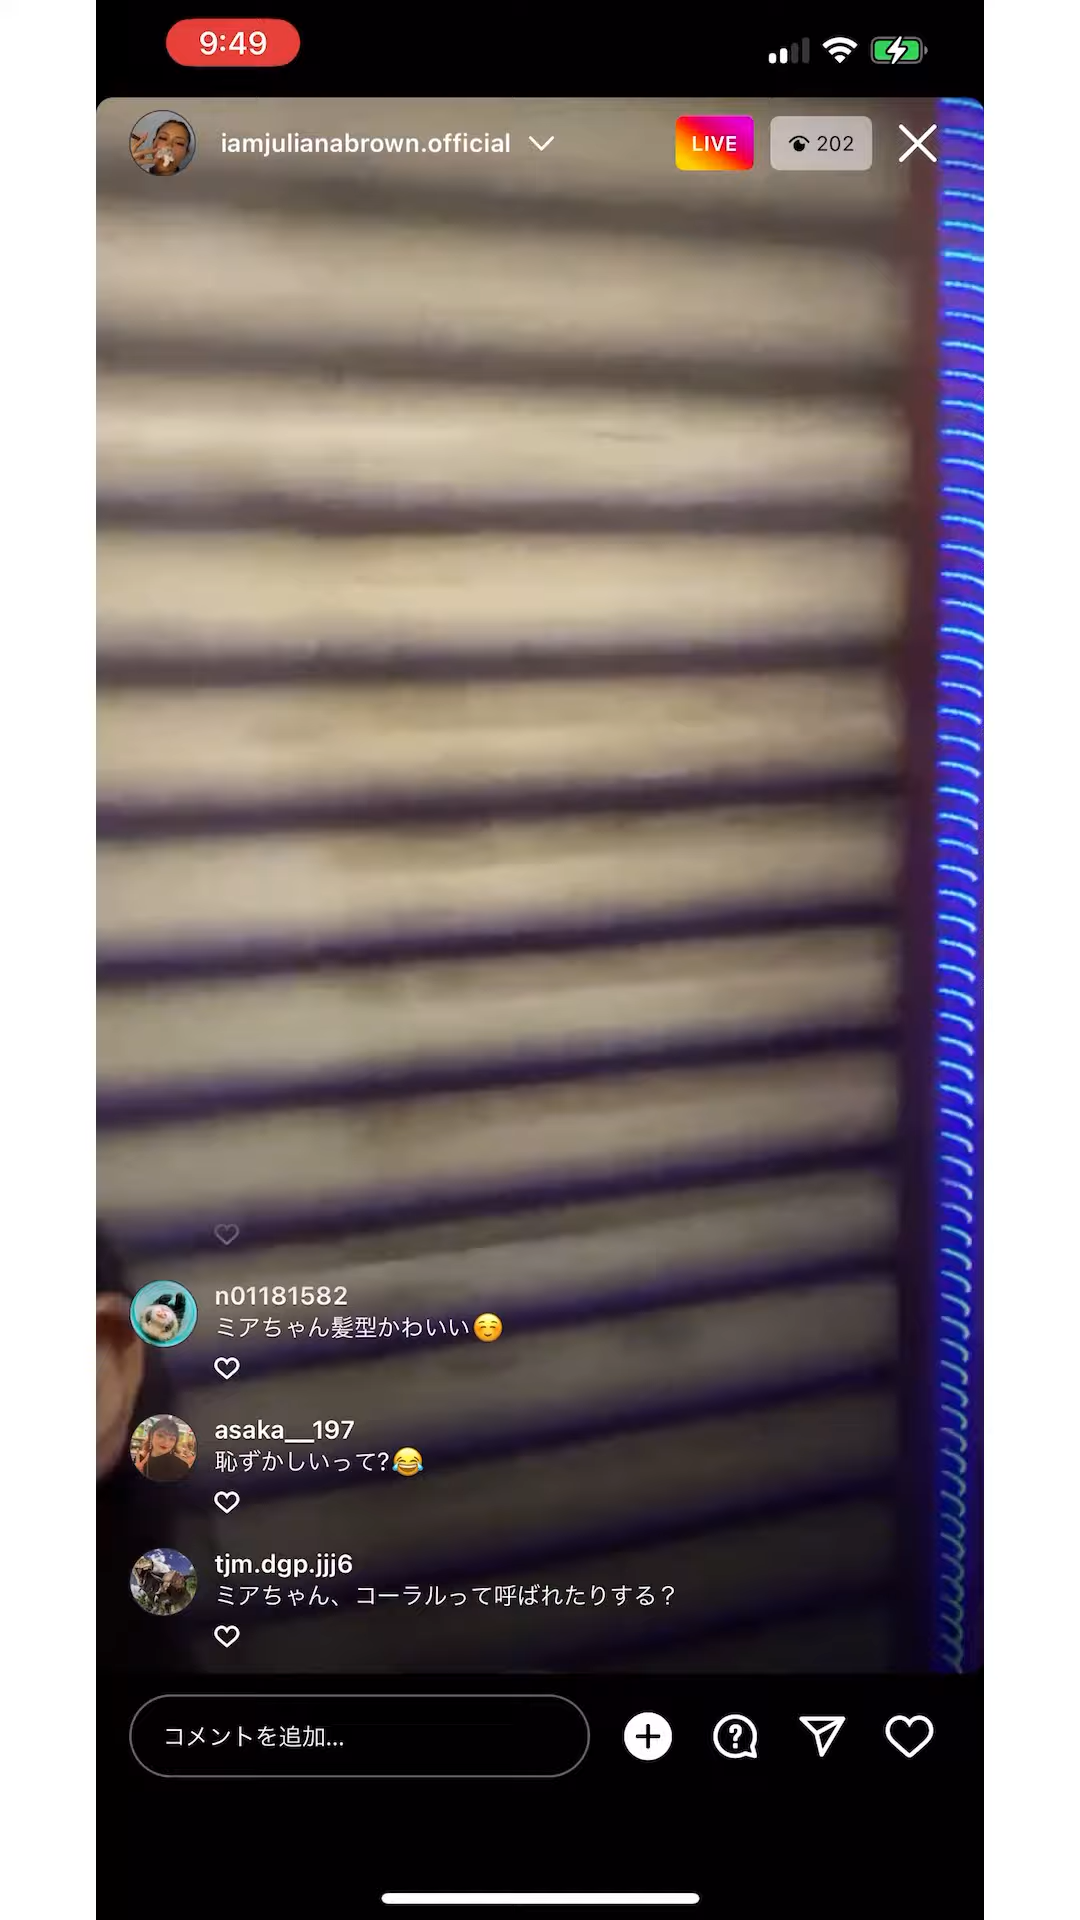 9:49
iamjulianabrown.official
LIVE
202
n01181582
ミアちゃん髪型かわいい☺️
asaka__197
恥ずかしいって?😂
tjm.dgp.jjj6
ミアちゃん、コーラルって呼ばれたりする？
コメントを追加...